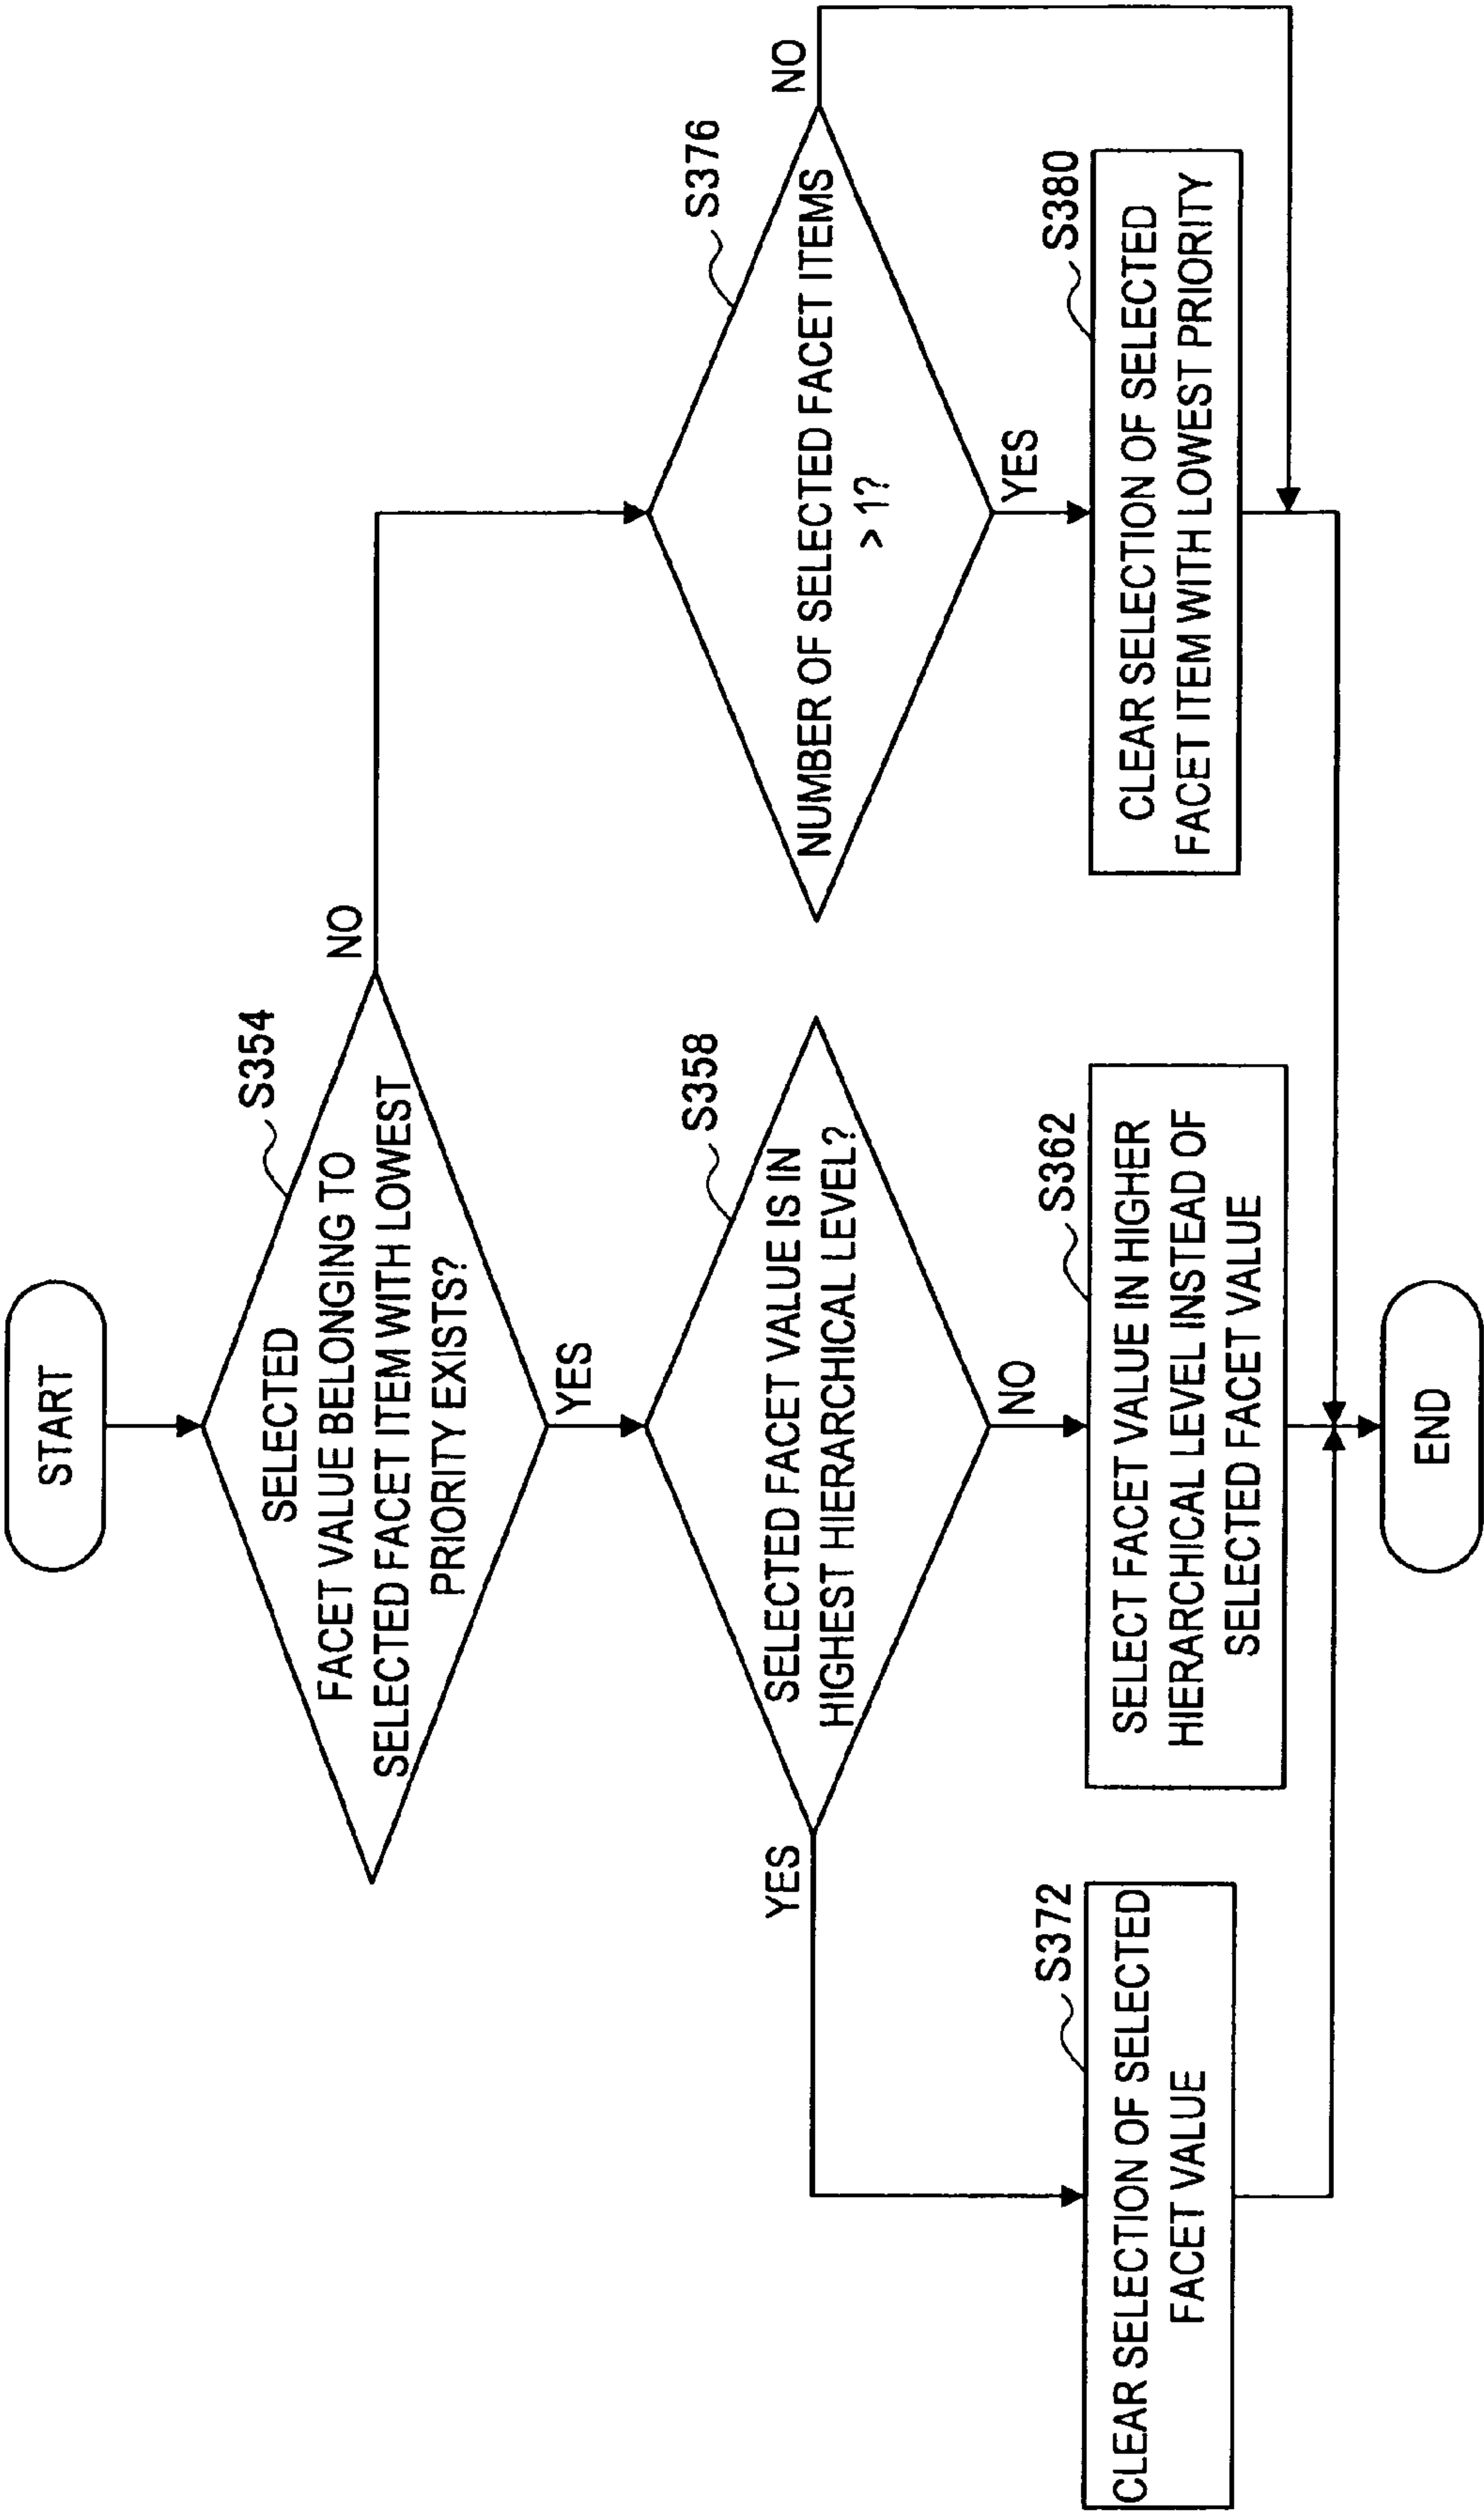 START
S354
SELECTED
FACET VALUE BELONGING TO
SELECTED FACET ITEM WITH LOWEST
PRIORITY EXISTS?
NO
YES
S358
SELECTED FACET VALUE IS IN
HIGHEST HIERARCHICAL LEVEL?
YES
NO
S376
NUMBER OF SELECTED FACET ITEMS
>1?
NO
YES
S372
CLEAR SELECTION OF SELECTED
FACET VALUE
S362
SELECT FACET VALUE IN HIGHER
HIERARCHICAL LEVEL INSTEAD OF
SELECTED FACET VALUE
S380
CLEAR SELECTION OF SELECTED
FACET ITEM WITH LOWEST PRIORITY
END